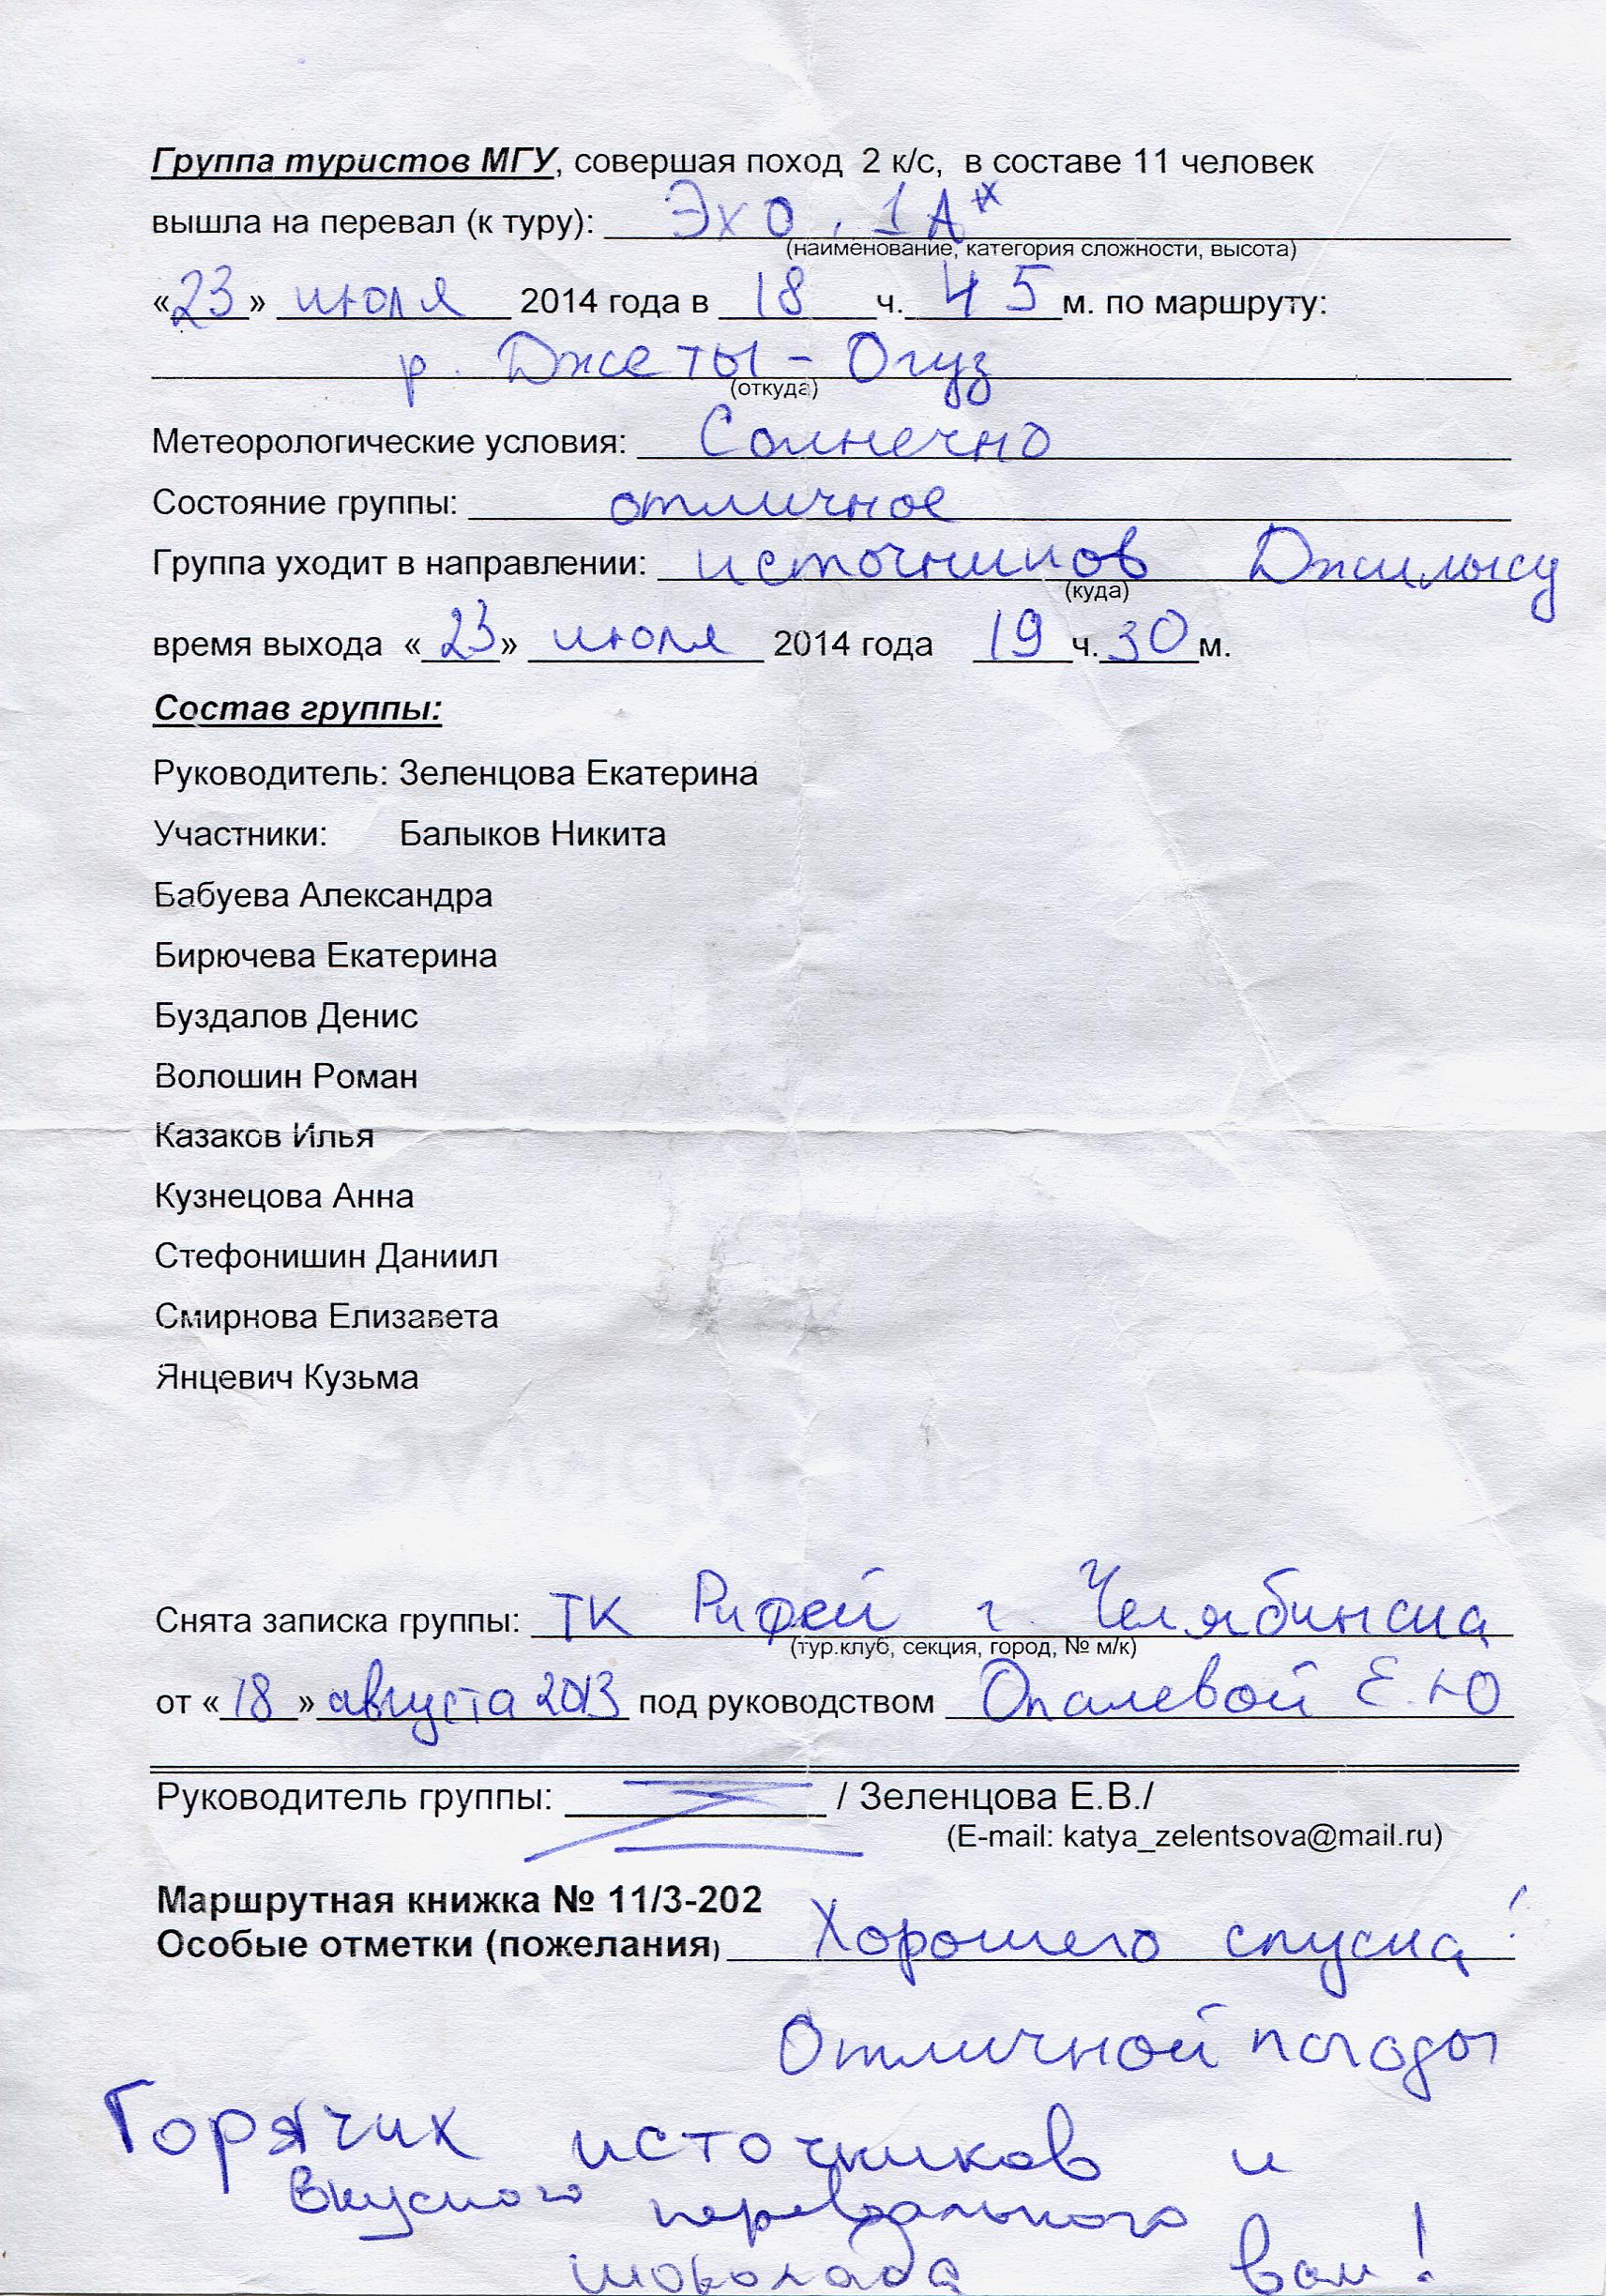 Группа туристов МГУ, совершая поход 2 к/с, в составе 11 человек
вышла на перевал (к туру): Эхо, 1А*
(наименование, категория сложности, высота)
«23» июля 2014 года в 18 ч. 45 м. по маршруту:
р. Джеты-Огуз
(откуда)
Метеорологические условия: Солнечно
Состояние группы: отличное
Группа уходит в направлении: источников Джилысу
(куда)
время выхода «23» июля 2014 года 19 ч. 30 м.
Состав группы:
Руководитель: Зеленцова Екатерина
Участники: Балыков Никита
Бабуева Александра
Бирючева Екатерина
Буздалов Денис
Волошин Роман
Казаков Илья
Кузнецова Анна
Стефонишин Даниил
Смирнова Елизавета
Янцевич Кузьма
Снята записка группы: ТК Рифей г. Челябинска
(тур.клуб, секция, город, № м/к)
от «18» августа 2013 под руководством Опалевой Е.Ю
Руководитель группы: / Зеленцова Е.В./
(E-mail: katya_zelentsova@mail.ru)
Маршрутная книжка № 11/3-202
Особые отметки (пожелания) Хорошего спуска!
Отличной погоды
Горячих источников и
вкусного перевального
шоколада вам!